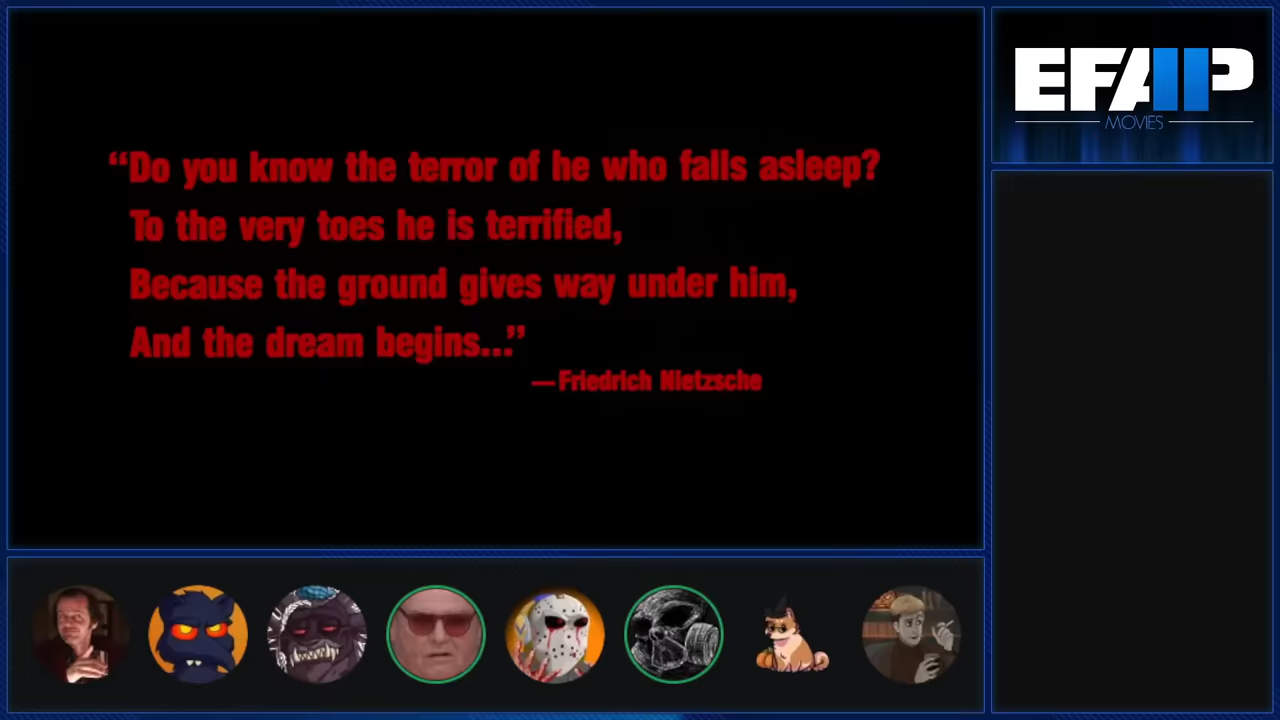 “Do you know the terror of he who falls asleep?
To the very toes he is terrified,
Because the ground gives way under him,
And the dream begins...”
—Friedrich Nietzsche
EFAP
MOVIES